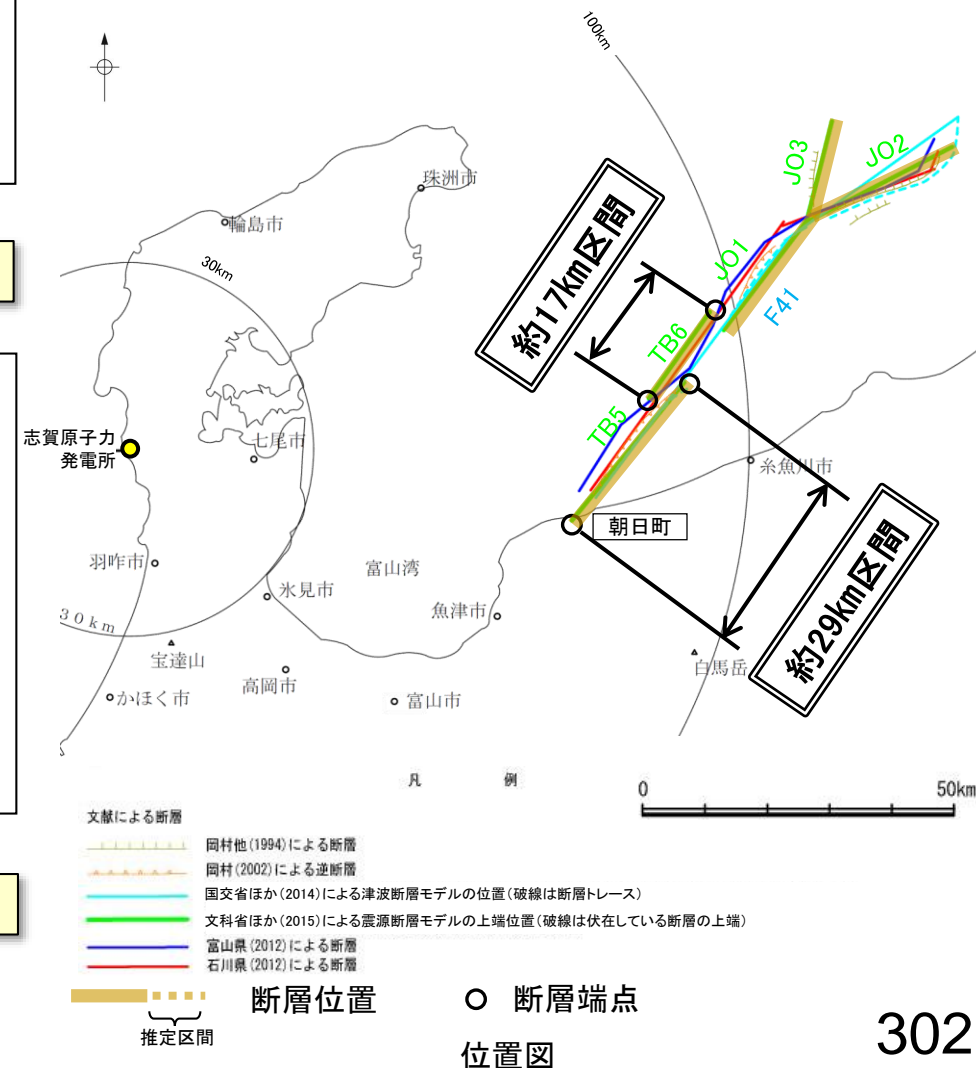 100km
JO3
JO2
珠洲市
輪島市
約17km区間
JO1
30km
F41
TB6
TB5
志賀原子力
発電所
七尾市
糸魚川市
朝日町
羽咋市
富山湾
氷見市
魚津市
約29km区間
30km
宝達山
白馬岳
高岡市
かほく市
富山市
凡 例
0 50km
文献による断層
岡村他(1994)による断層
岡村(2002)による逆断層
国交省ほか(2014)による津波断層モデルの位置(破線は断層トレース)
文科省ほか(2015)による震源断層モデルの上端位置(破線は伏在している断層の上端)
富山県(2012)による断層
石川県(2012)による断層
断層位置 断層端点
推定区間
位置図
302